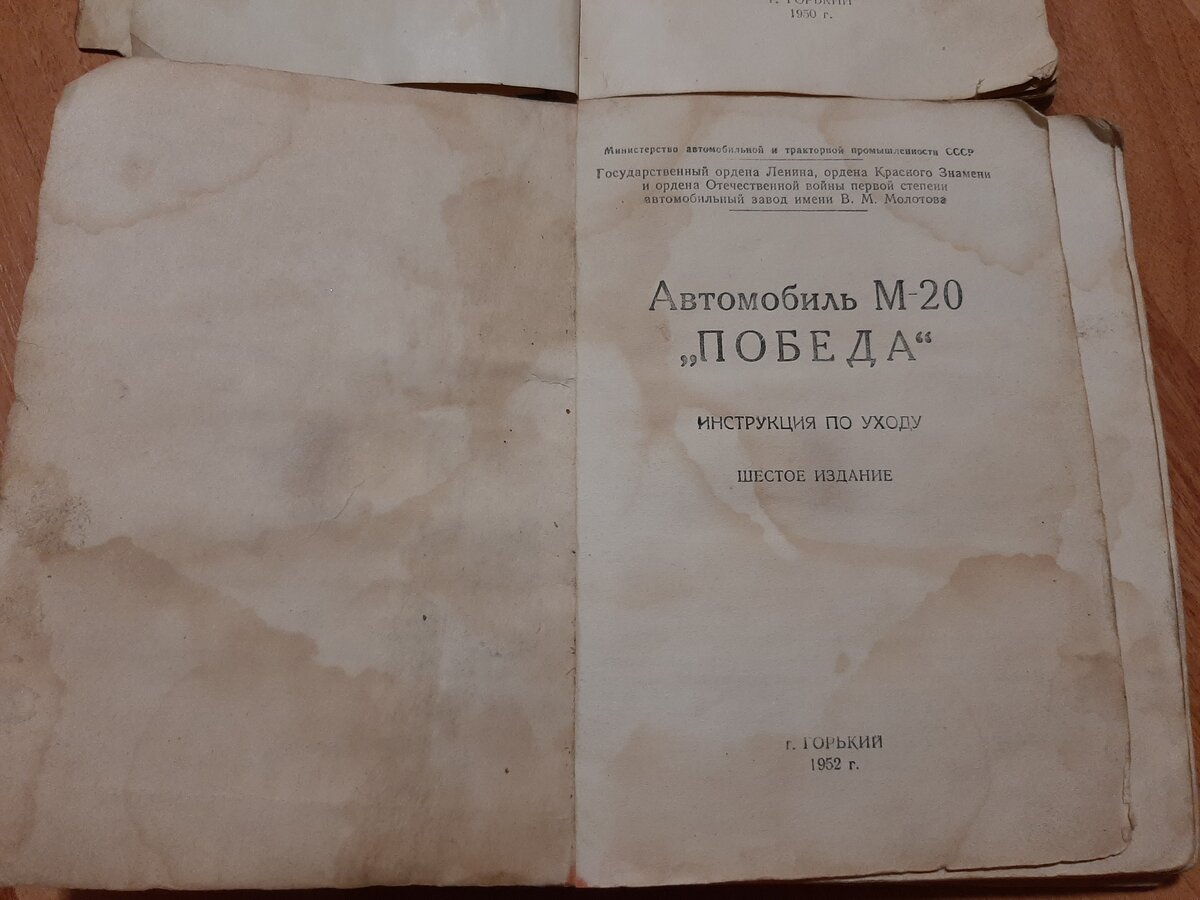 г. ГОРЬКИЙ
1950 г.
Министерство автомобильной и тракторной промышленности СССР
Государственный ордена Ленина, ордена Краского Знамени
и ордена Отечественной войны первой степени
автомобильный завод имени В. М. Молотова
Автомобиль М-20
„ПОБЕДА“
ИНСТРУКЦИЯ ПО УХОДУ
ШЕСТОЕ ИЗДАНИЕ
г. ГОРЬКИЙ
1952 г.